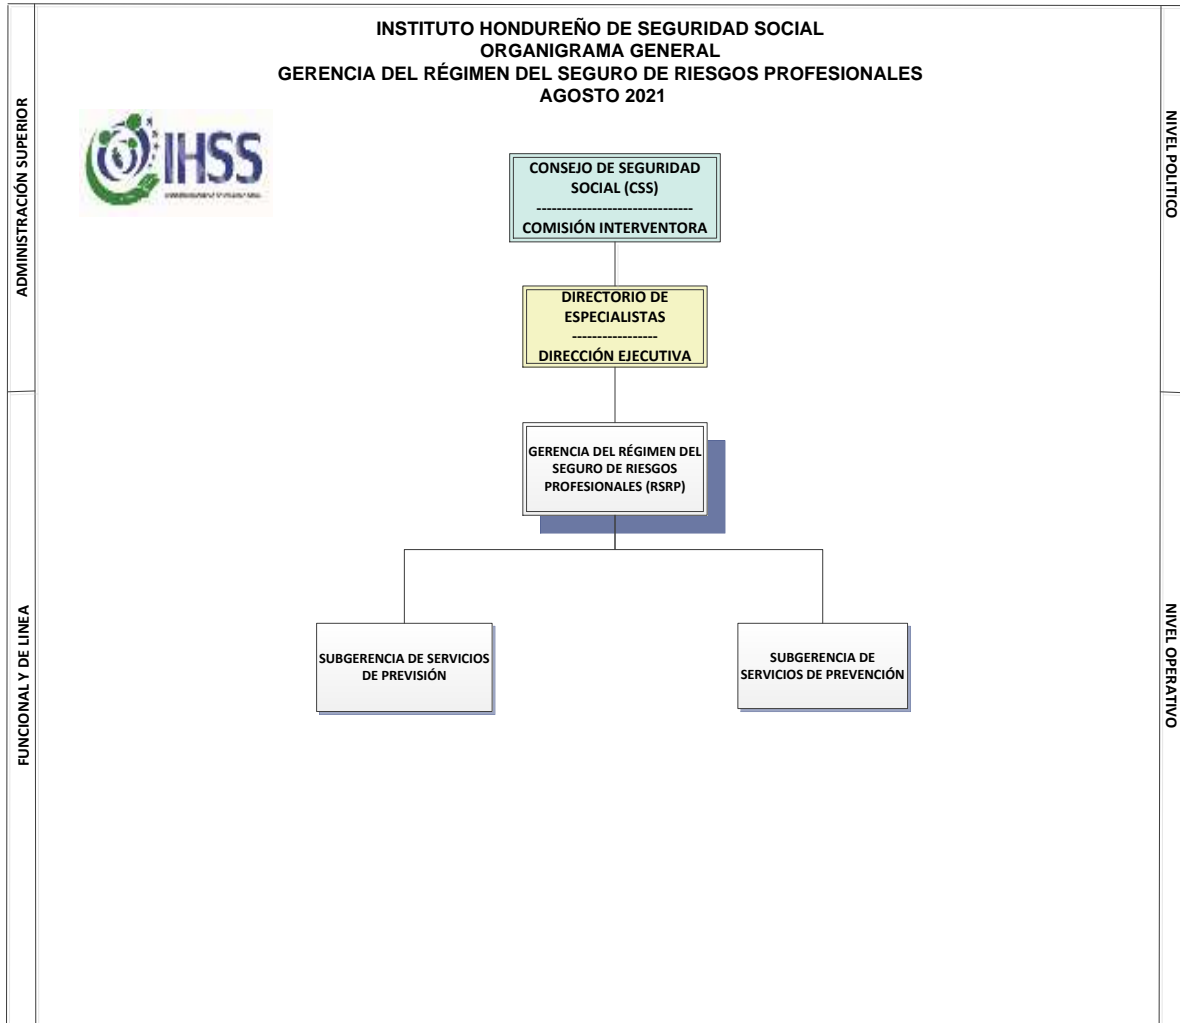 INSTITUTO HONDUREÑO DE SEGURIDAD SOCIAL
ORGANIGRAMA GENERAL
GERENCIA DEL RÉGIMEN DEL SEGURO DE RIESGOS PROFESIONALES
AGOSTO 2021
ADMINISTRACIÓN SUPERIOR
NIVEL POLITICO
IHSS
CONSEJO DE SEGURIDAD
SOCIAL (CSS)
-------------------------------
COMISIÓN INTERVENTORA
DIRECTORIO DE
ESPECIALISTAS
-----------------
DIRECCIÓN EJECUTIVA
GERENCIA DEL RÉGIMEN DEL
SEGURO DE RIESGOS
PROFESIONALES (RSRP)
FUNCIONAL Y DE LINEA
NIVEL OPERATIVO
SUBGERENCIA DE SERVICIOS
DE PREVISIÓN
SUBGERENCIA DE
SERVICIOS DE PREVENCIÓN